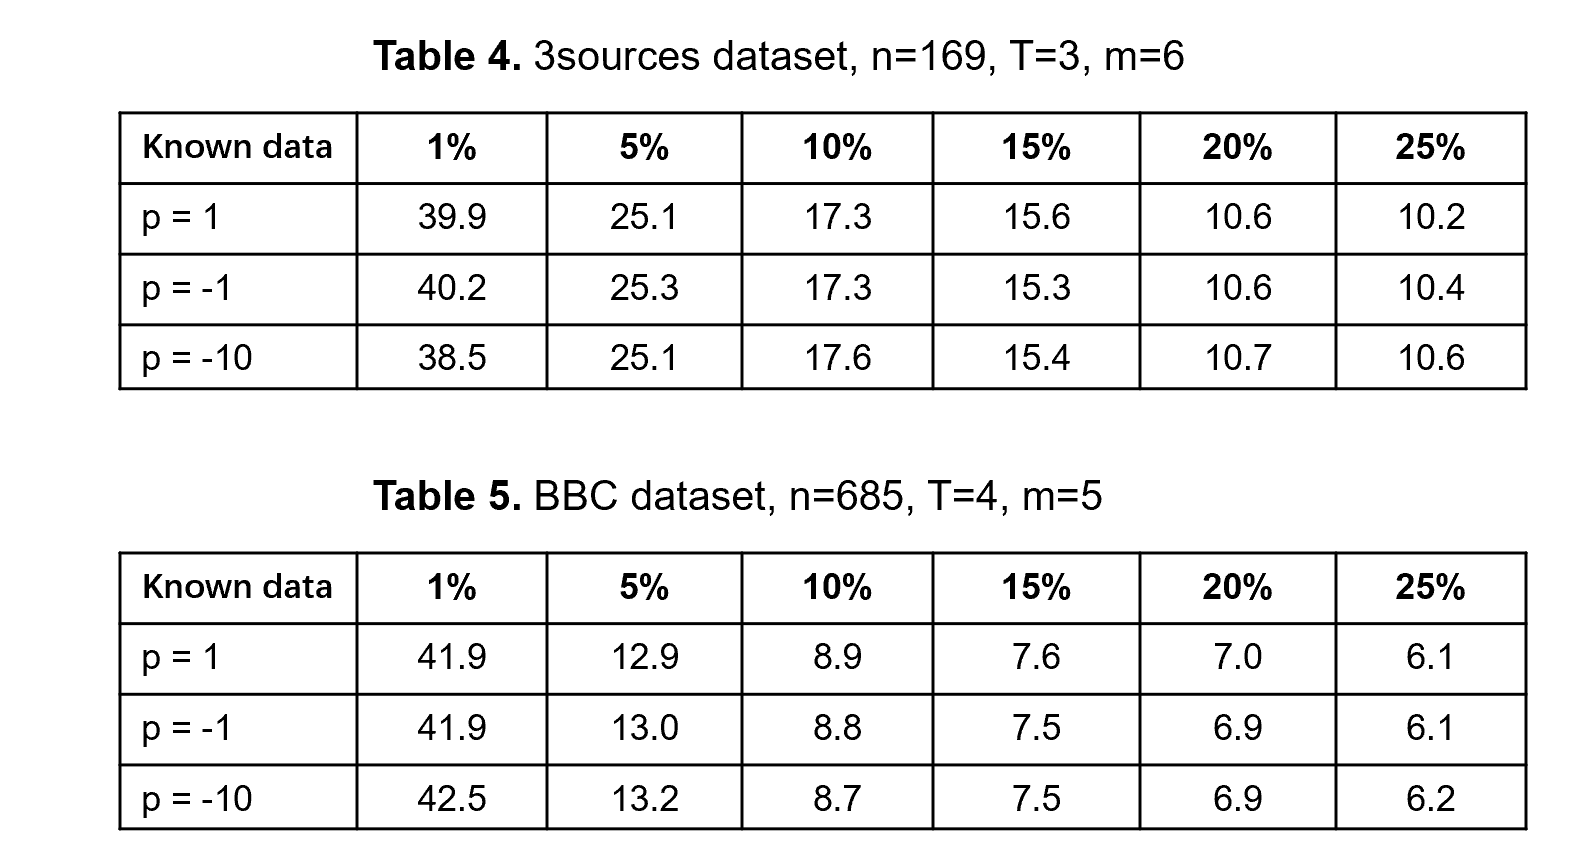 Table 4. 3sources dataset, n=169, T=3, m=6
Known data 1% 5% 10% 15% 20% 25%
p = 1 39.9 25.1 17.3 15.6 10.6 10.2
p = -1 40.2 25.3 17.3 15.3 10.6 10.4
p = -10 38.5 25.1 17.6 15.4 10.7 10.6
Table 5. BBC dataset, n=685, T=4, m=5
Known data 1% 5% 10% 15% 20% 25%
p = 1 41.9 12.9 8.9 7.6 7.0 6.1
p = -1 41.9 13.0 8.8 7.5 6.9 6.1
p = -10 42.5 13.2 8.7 7.5 6.9 6.2